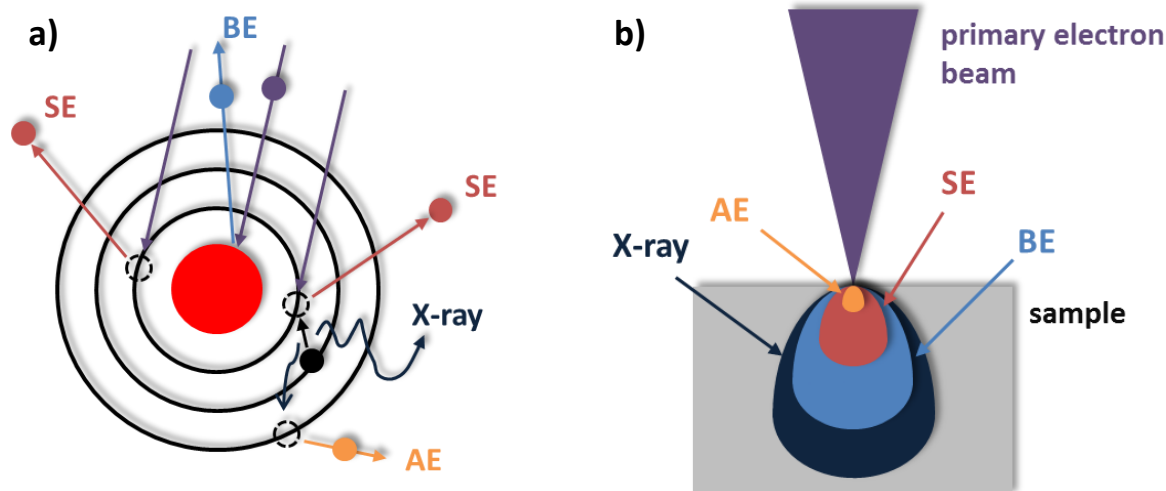 a)
BE
SE
SE
X-ray
AE
b)
primary electron
beam
SE
AE
X-ray
BE
sample